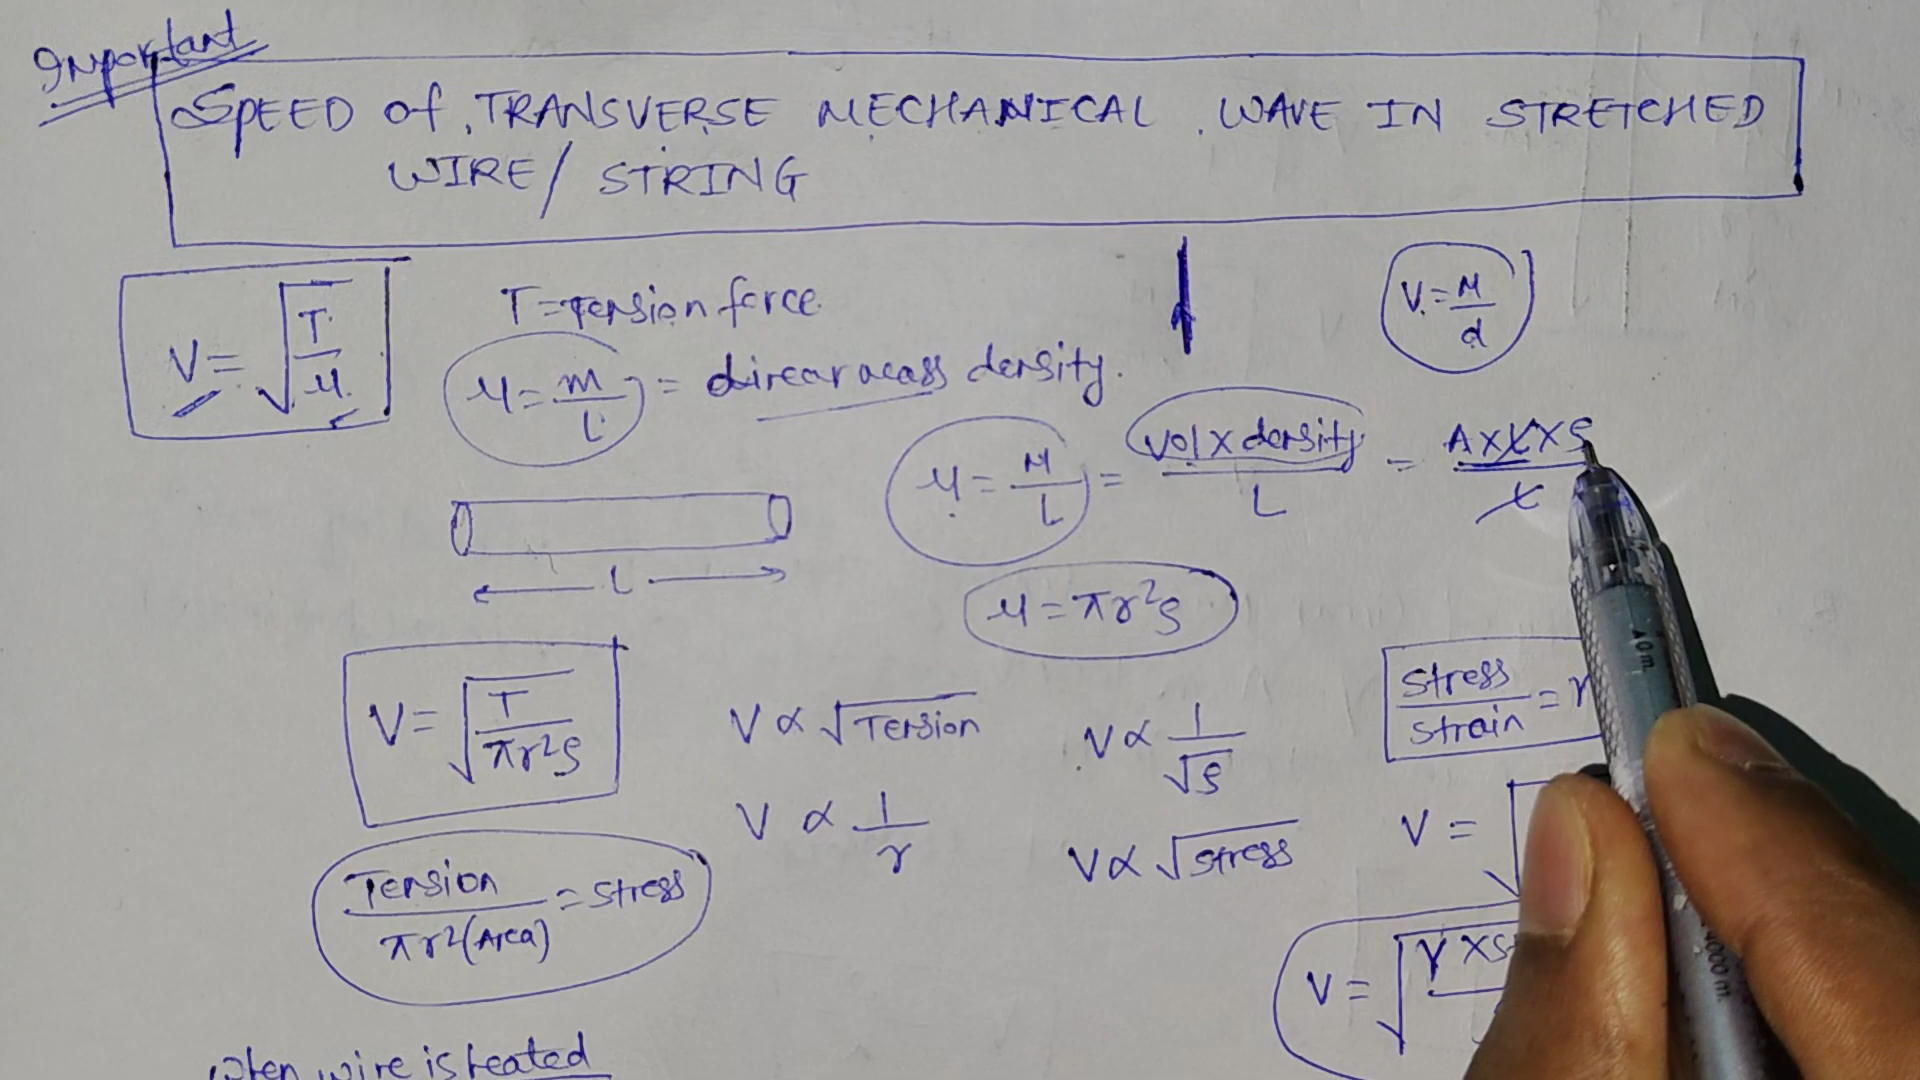 Important
SPEED of TRANSVERSE MECHANICAL WAVE IN STRETCHED
WIRE/ STRING
V = √(T/μ)
T = Tension force
V = M/d
μ = m/L = Linear mass density.
μ = M/L = Vol x density/L = A x L x ρ/L
L
μ = πr²ρ
V = √(T/πr²ρ)
V ∝ √Tension
V ∝ 1/√ρ
Stress/Strain = Y
V ∝ 1/r
V ∝ √Stress
V = √
Tension/πr²(Area) = Stress
V = √(Y x
When wire is heated